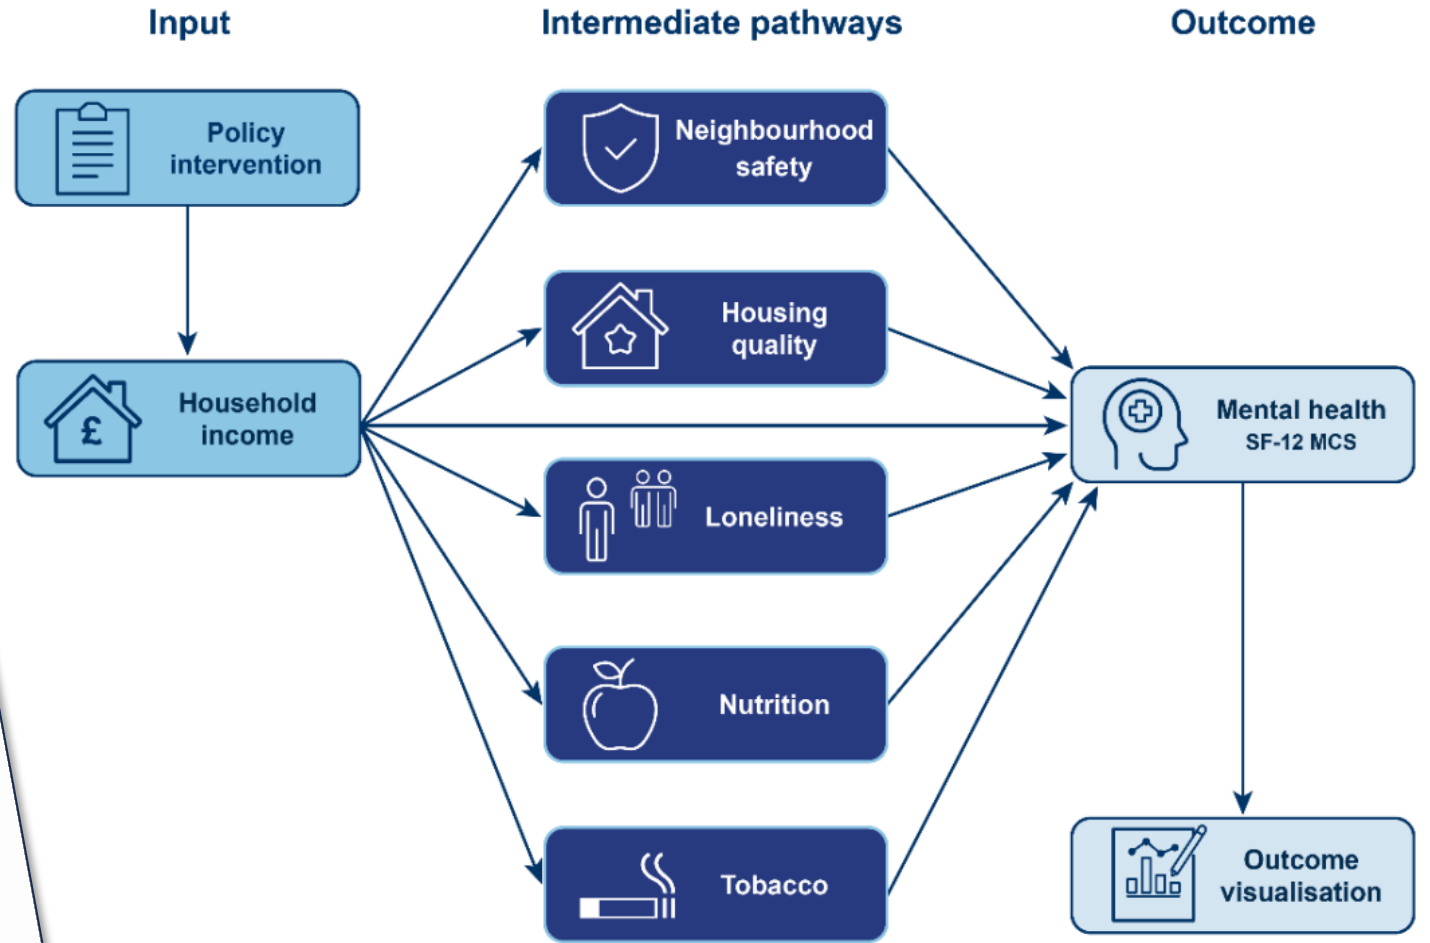 Input
Intermediate pathways
Outcome
Policy
intervention
Household
income
£
Neighbourhood
safety
Housing
quality
Loneliness
Nutrition
Tobacco
Mental health
SF-12 MCS
Outcome
visualisation